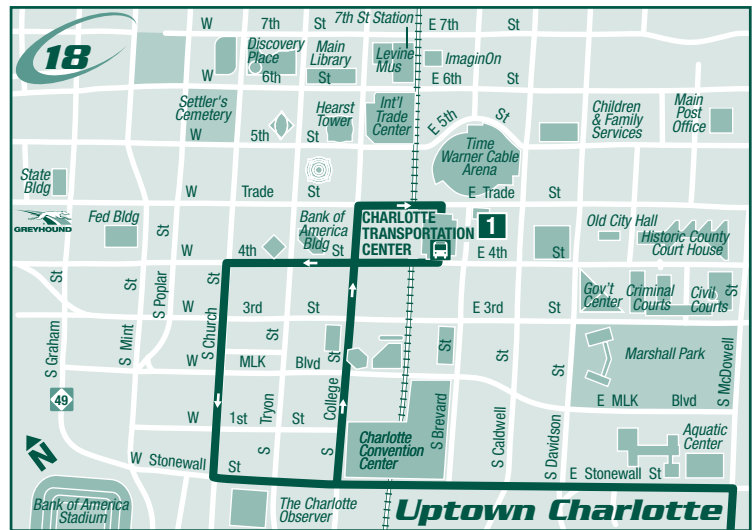 18
W 7th St
7th St Station
E 7th St
Discovery
Place
Main
Library
Levine
Mus
ImaginOn
W 6th St
E 6th St
Settler's
Cemetery
Hearst
Tower
Int'l
Trade
Center
E 5th St
Children
& Family
Services
Main
Post
Office
W 5th St
Time
Warner Cable
Arena
State
Bldg
W Trade St
E Trade St
GREYHOUND
Fed Bldg
Bank of
America
Bldg
CHARLOTTE
TRANSPORTATION
CENTER
1
Old City Hall
Historic County
Court House
W 4th St
E 4th St
Gov't
Center
Criminal
Courts
Civil
Courts
W 3rd St
E 3rd St
S Graham St
S Mint St
S Poplar St
S Church St
S Tryon St
S College St
S Brevard St
S Caldwell St
S Davidson St
S McDowell St
W MLK Blvd
Marshall Park
49
E MLK Blvd
W 1st St
N
Charlotte
Convention
Center
Aquatic
Center
W Stonewall St
E Stonewall St
Bank of America
Stadium
The Charlotte
Observer
Uptown Charlotte